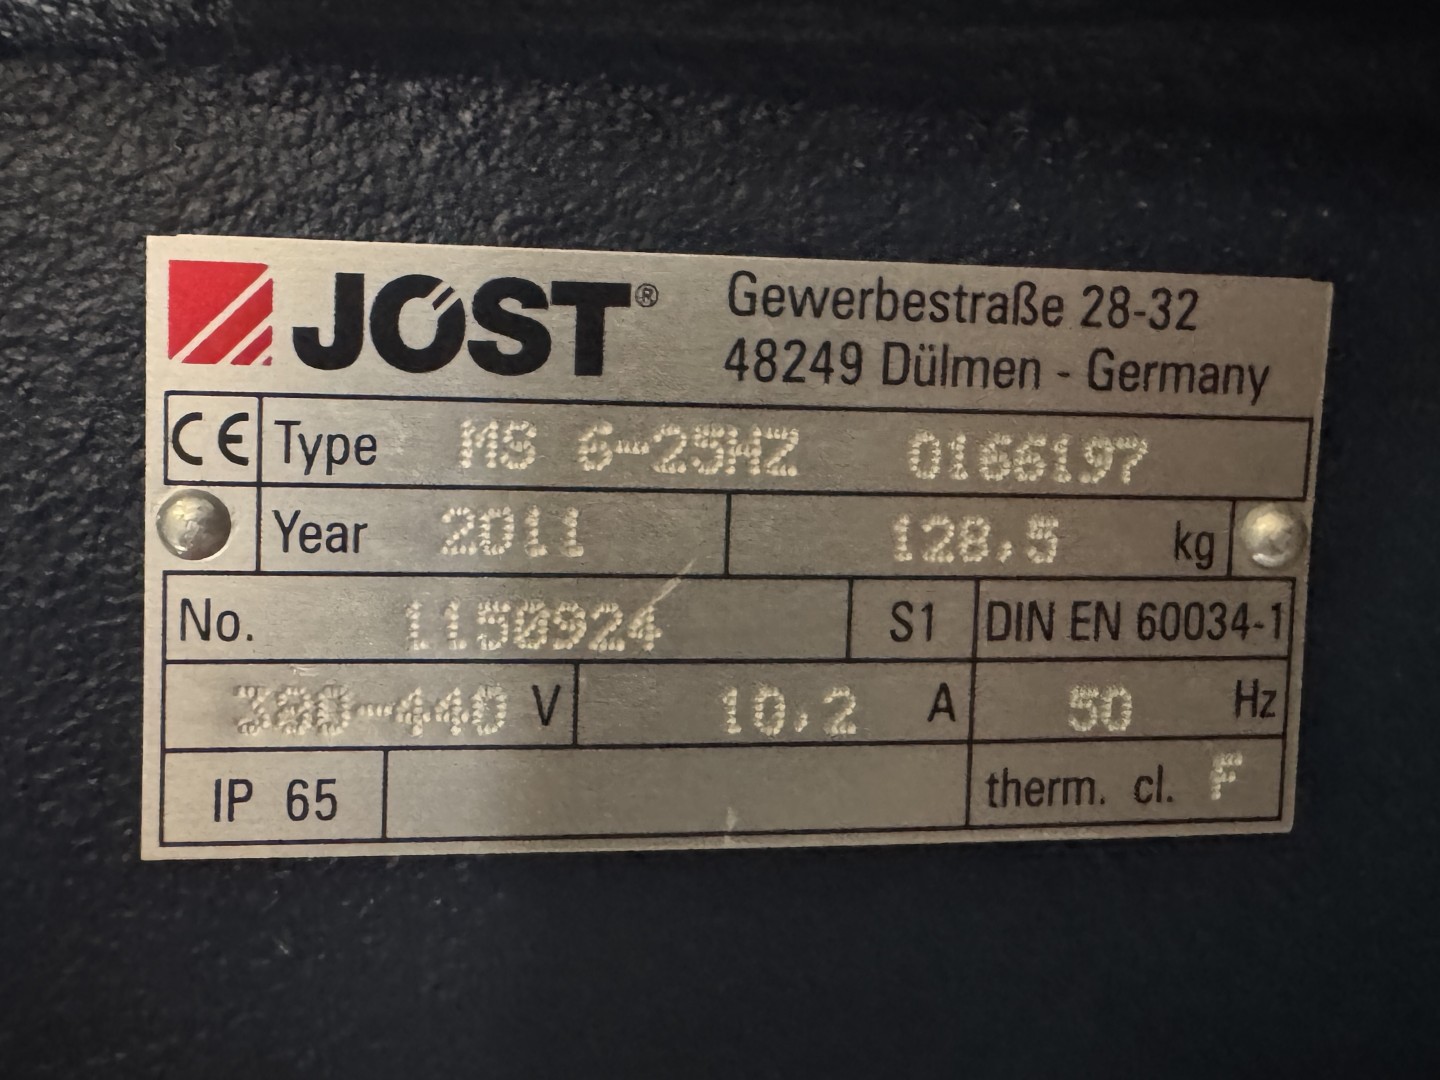 JÖST® Gewerbestraße 28-32
48249 Dülmen - Germany
CE Type MS 6-25HZ 0166197
Year 2011 128,5 kg
No. 1150924 S1 DIN EN 60034-1
380-440 V 10,2 A 50 Hz
IP 65 therm. cl. F